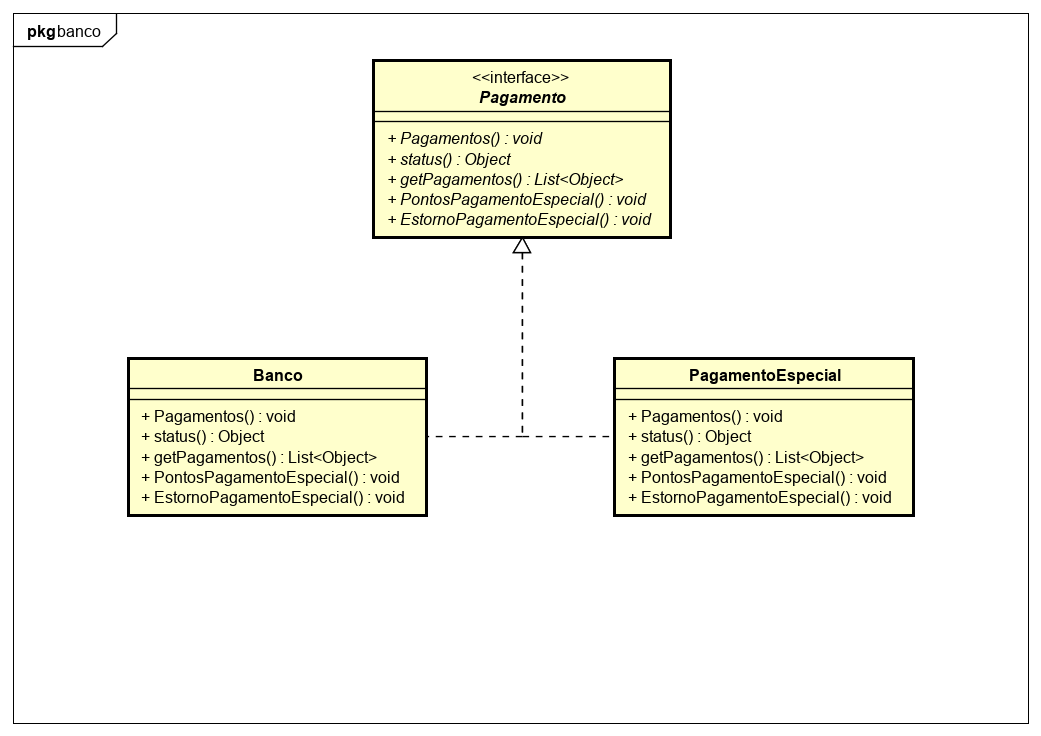 pkg banco
<<interface>>
Pagamento
+ Pagamentos() : void
+ status() : Object
+ getPagamentos() : List<Object>
+ PontosPagamentoEspecial() : void
+ EstornoPagamentoEspecial() : void
Banco
+ Pagamentos() : void
+ status() : Object
+ getPagamentos() : List<Object>
+ PontosPagamentoEspecial() : void
+ EstornoPagamentoEspecial() : void
PagamentoEspecial
+ Pagamentos() : void
+ status() : Object
+ getPagamentos() : List<Object>
+ PontosPagamentoEspecial() : void
+ EstornoPagamentoEspecial() : void